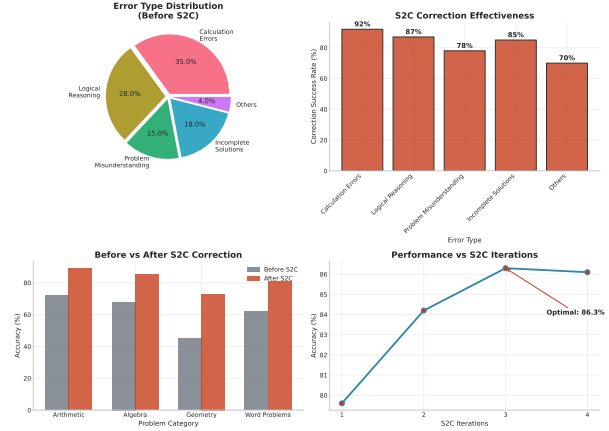 Error Type Distribution
(Before S2C)
Calculation
Errors
35.0%
Logical
Reasoning
28.0%
4.0%
Others
15.0%
18.0%
Problem
Misunderstanding
Incomplete
Solutions
S2C Correction Effectiveness
Correction Success Rate (%)
0
20
40
60
80
92%
87%
78%
85%
70%
Calculation Errors
Logical Reasoning
Problem Misunderstanding
Incomplete Solutions
Others
Error Type
Before vs After S2C Correction
Before S2C
After S2C
Accuracy (%)
0
20
40
60
80
Arithmetic
Algebra
Geometry
Word Problems
Problem Category
Performance vs S2C Iterations
Accuracy (%)
80
81
82
83
84
85
86
Optimal: 86.3%
1
2
3
4
S2C Iterations